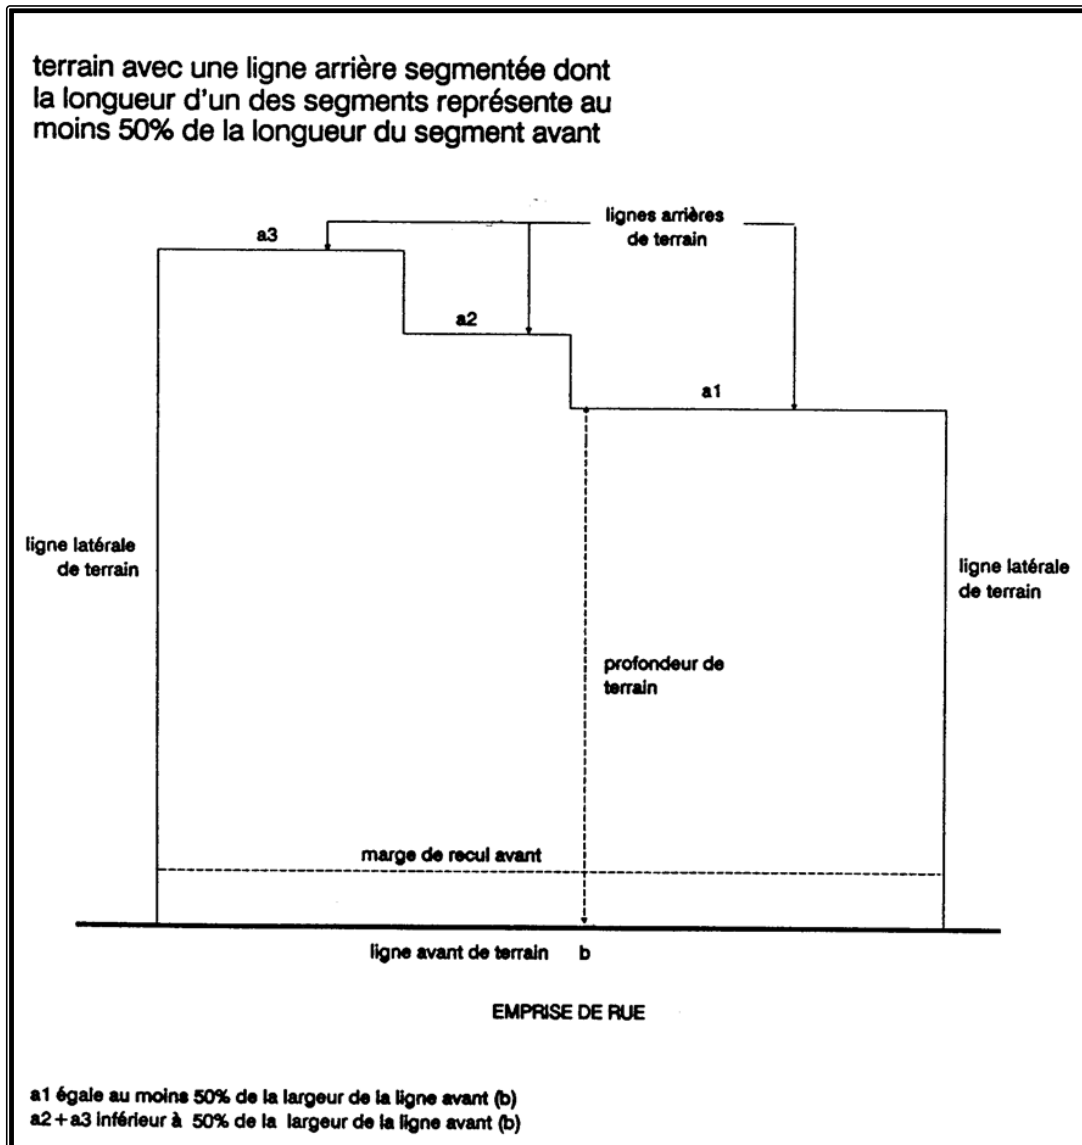 terrain avec une ligne arrière segmentée dont
la longueur d'un des segments représente au
moins 50% de la longueur du segment avant
lignes arrières
de terrain
a3
a2
a1
ligne latérale
de terrain
ligne latérale
de terrain
profondeur de
terrain
marge de recul avant
ligne avant de terrain b
EMPRISE DE RUE
a1 égale au moins 50% de la largeur de la ligne avant (b)
a2+a3 inférieur à 50% de la largeur de la ligne avant (b)